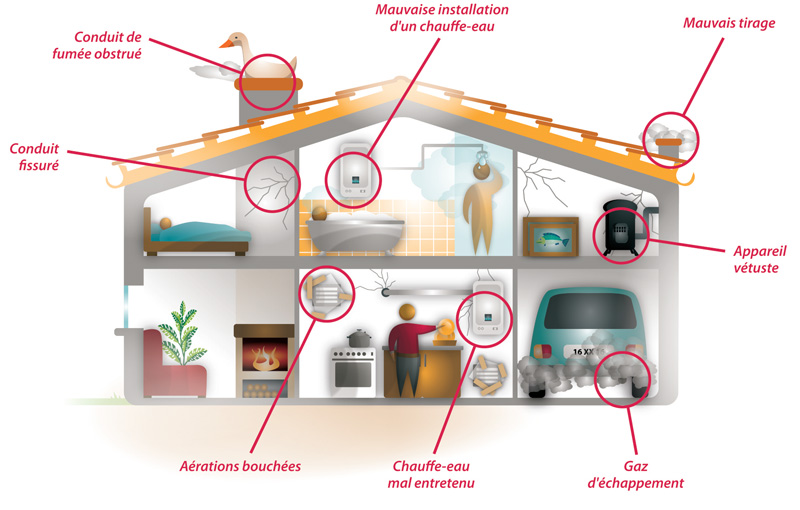 Mauvaise installation
d'un chauffe-eau
Mauvais tirage
Conduit de
fumée obstrué
Conduit
fissuré
Appareil
vétuste
16 XX
Aérations bouchées
Chauffe-eau
mal entretenu
Gaz
d'échappement